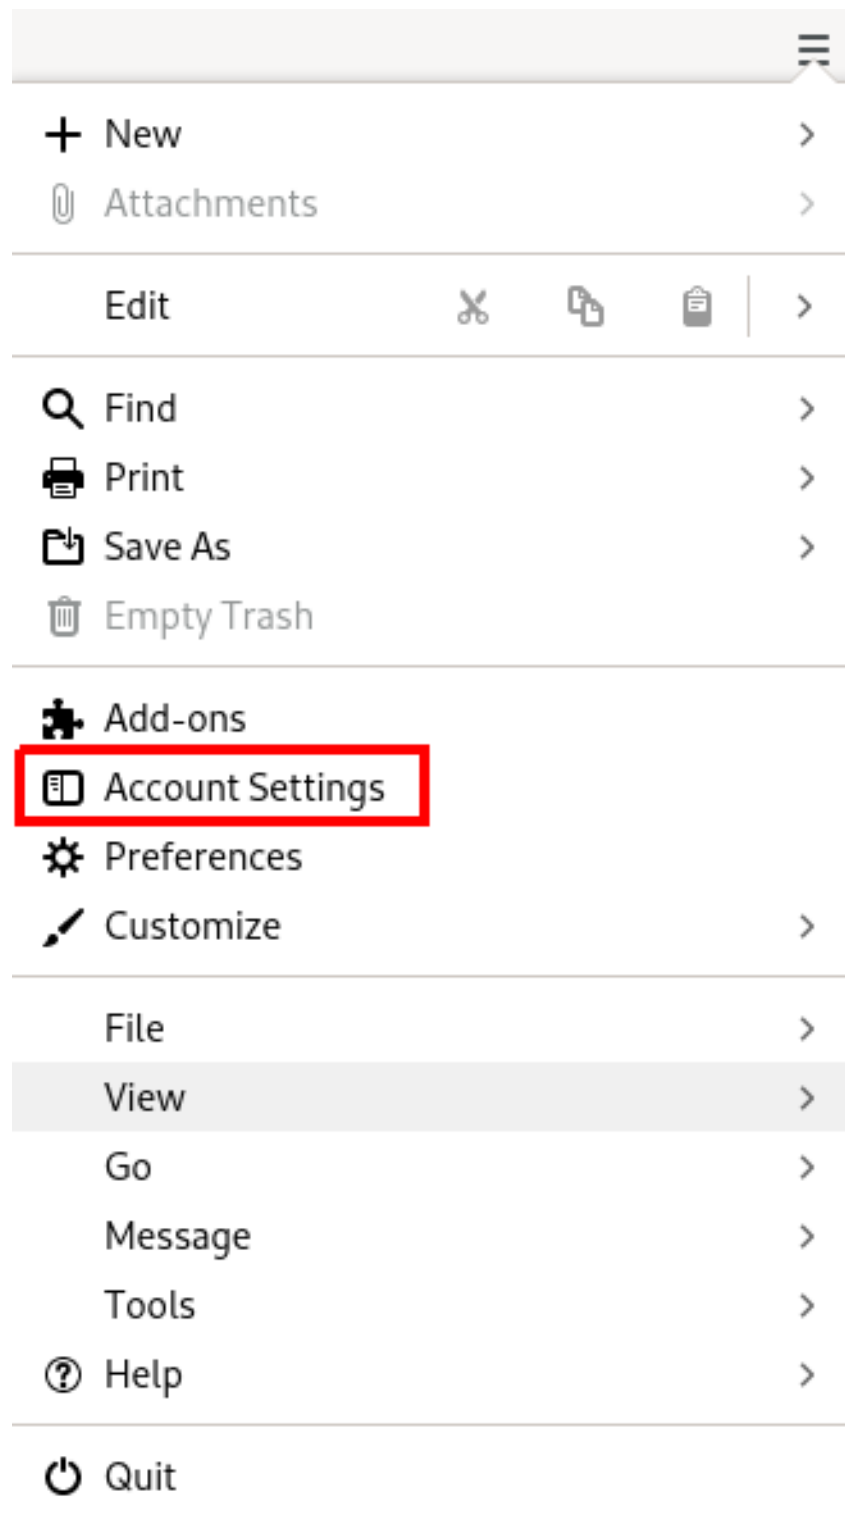 New
Attachments
Edit
Find
Print
Save As
Empty Trash
Add-ons
Account Settings
Preferences
Customize
File
View
Go
Message
Tools
Help
Quit